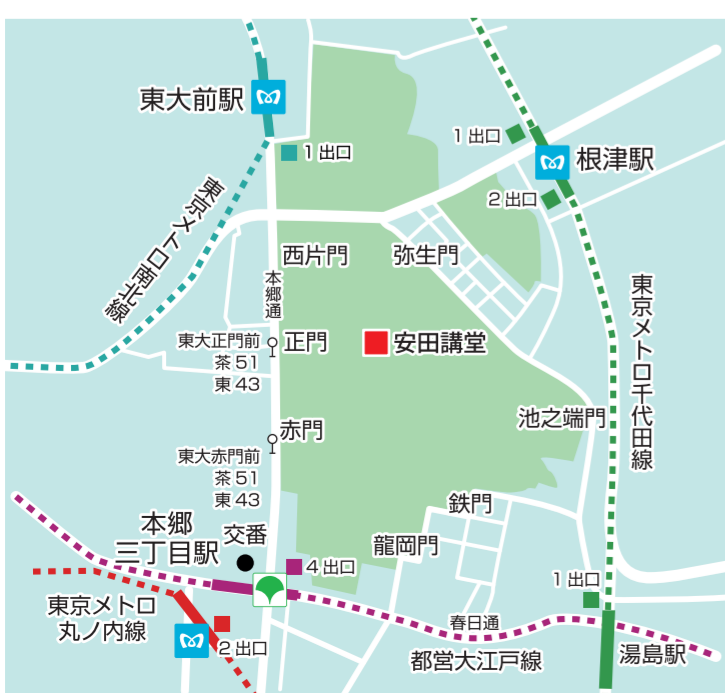 東大前駅
1出口
1出口
根津駅
2出口
東京メトロ南北線
西片門
弥生門
本郷通
東京メトロ千代田線
東大正門前
茶51
東43
正門
安田講堂
赤門
池之端門
東大赤門前
茶51
東43
鉄門
本郷
三丁目駅
交番
龍岡門
4出口
1出口
東京メトロ
丸ノ内線
2出口
春日通
都営大江戸線
湯島駅